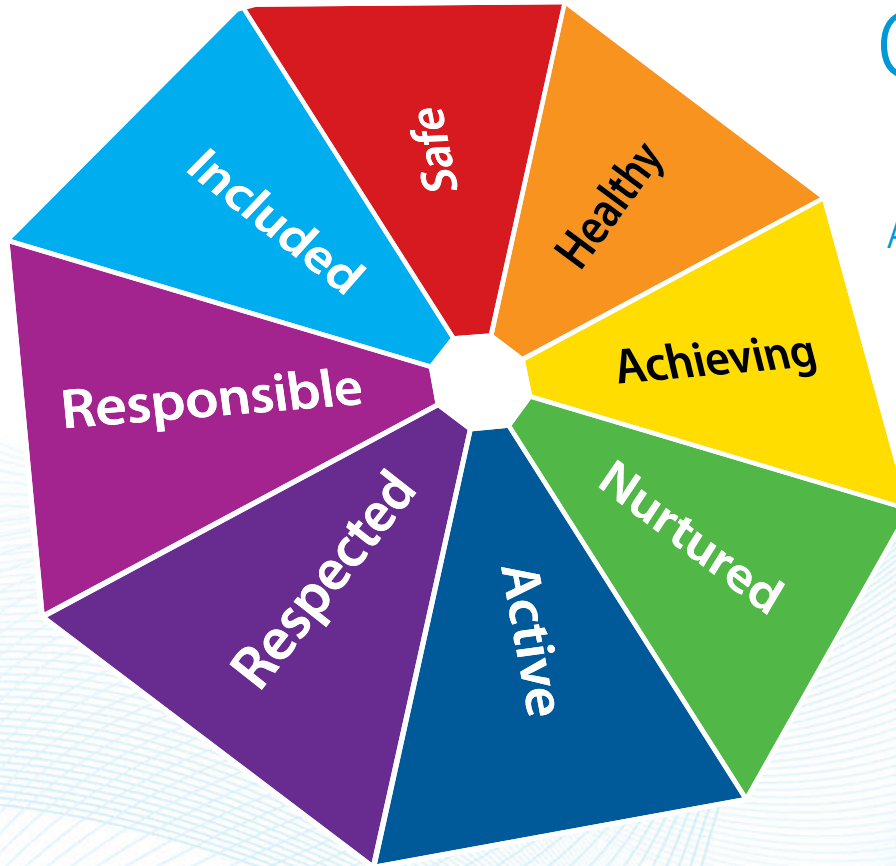 Safe
Healthy
Achieving
Nurtured
Active
Respected
Responsible
Included